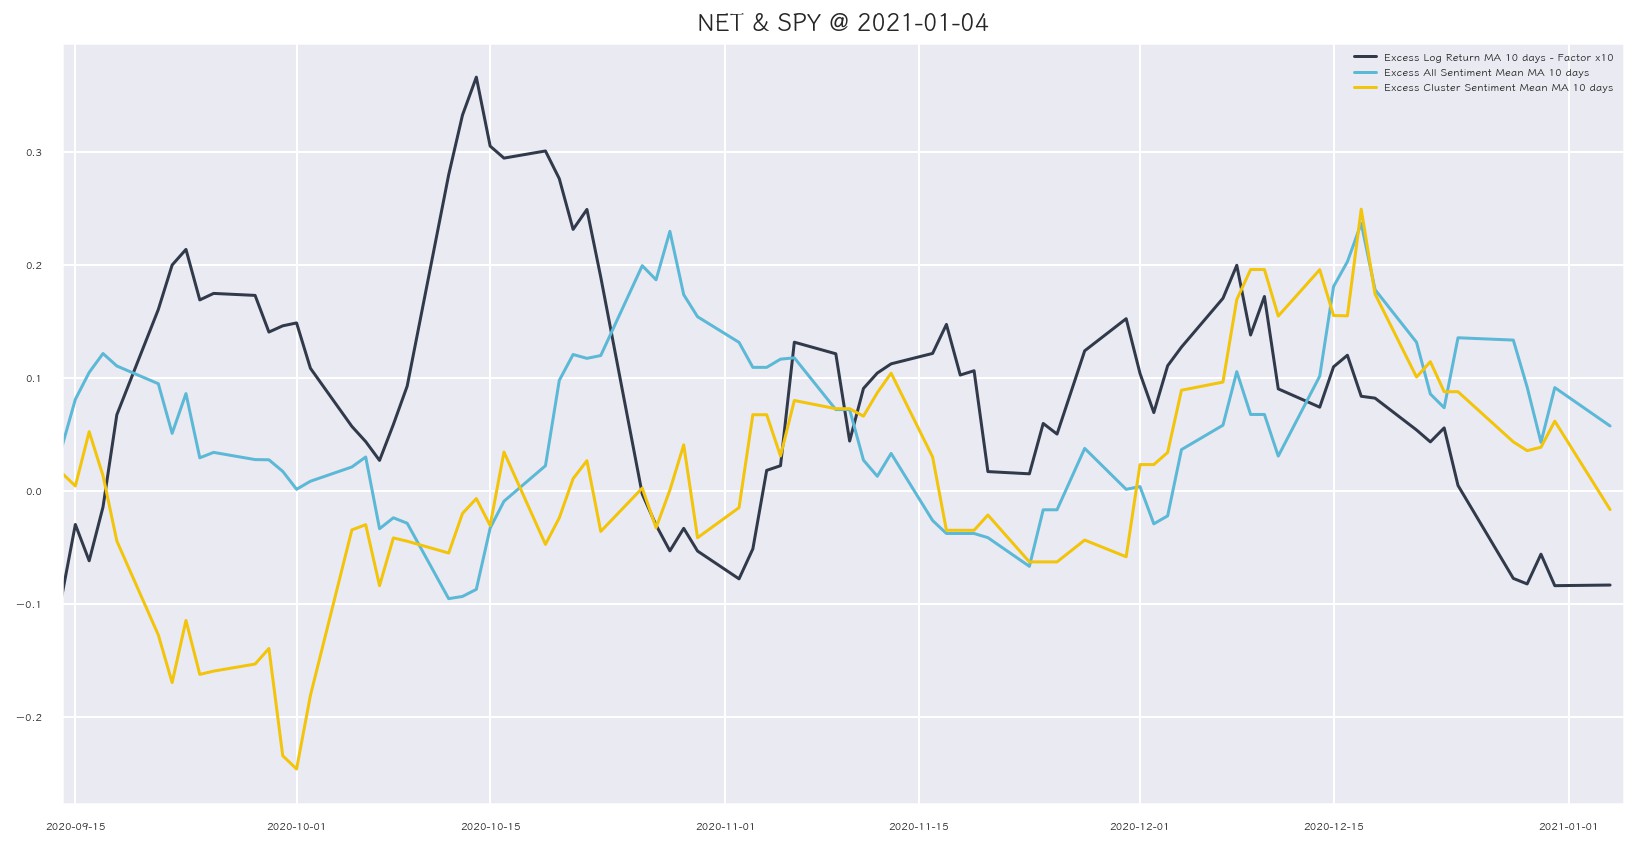 NET & SPY @ 2021-01-04
Excess Log Return MA 10 days - Factor x10
Excess All Sentiment Mean MA 10 days
Excess Cluster Sentiment Mean MA 10 days
0.3
0.2
0.1
0.0
−0.1
−0.2
2020-09-15 2020-10-01 2020-10-15 2020-11-01 2020-11-15 2020-12-01 2020-12-15 2021-01-01